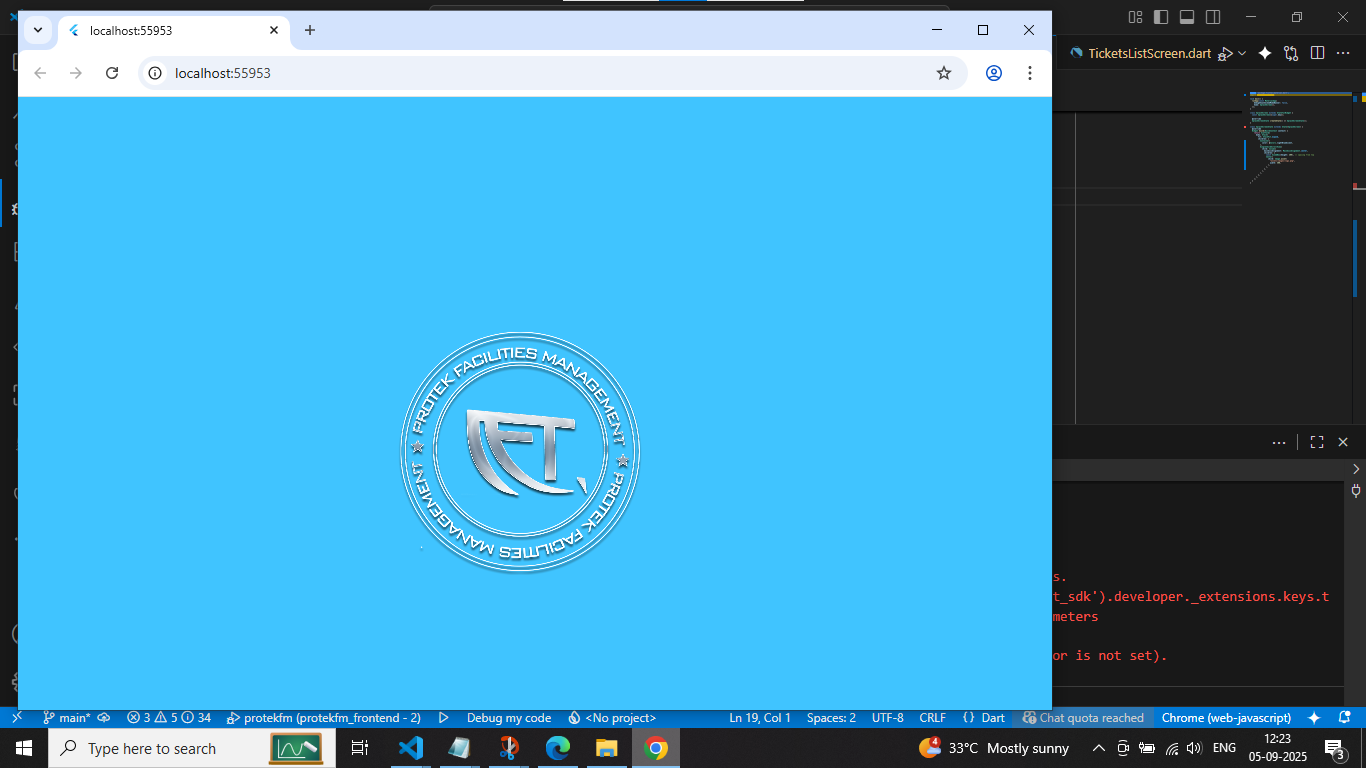 localhost:55953
localhost:55953
TicketsListScreen.dart
PROTEK FACILITIES MANAGEMENT
PROTEK FACILITIES MANAGEMENT
s.
t_sdk').developer._extensions.keys.t
meters
or is not set).
main*
3
5
34
protekfm (protekfm_frontend - 2)
Debug my code
<No project>
Ln 19, Col 1
Spaces: 2
UTF-8
CRLF
{ } Dart
Chat quota reached
Chrome (web-javascript)
Type here to search
33°C Mostly sunny
ENG
12:23
05-09-2025
3